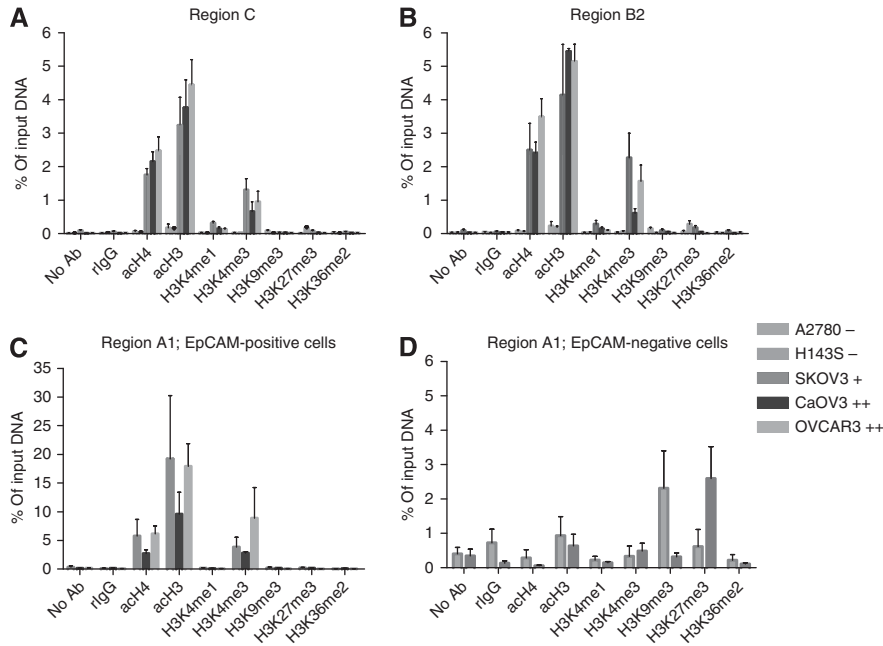 A
Region C
% Of input DNA
6
5
4
3
2
1
0
No Ab
rIgG
acH4
acH3
H3K4me1
H3K4me3
H3K9me3
H3K27me3
H3K36me2
B
Region B2
% Of input DNA
6
5
4
3
2
1
0
No Ab
rIgG
acH4
acH3
H3K4me1
H3K4me3
H3K9me3
H3K27me3
H3K36me2
C
Region A1; EpCAM-positive cells
% Of input DNA
35
30
25
20
15
10
5
0
No Ab
rIgG
acH4
acH3
H3K4me1
H3K4me3
H3K9me3
H3K27me3
H3K36me2
D
Region A1; EpCAM-negative cells
% Of input DNA
6
5
4
3
2
1
0
No Ab
rIgG
acH4
acH3
H3K4me1
H3K4me3
H3K9me3
H3K27me3
H3K36me2
A2780 –
H143S –
SKOV3 +
CaOV3 ++
OVCAR3 ++